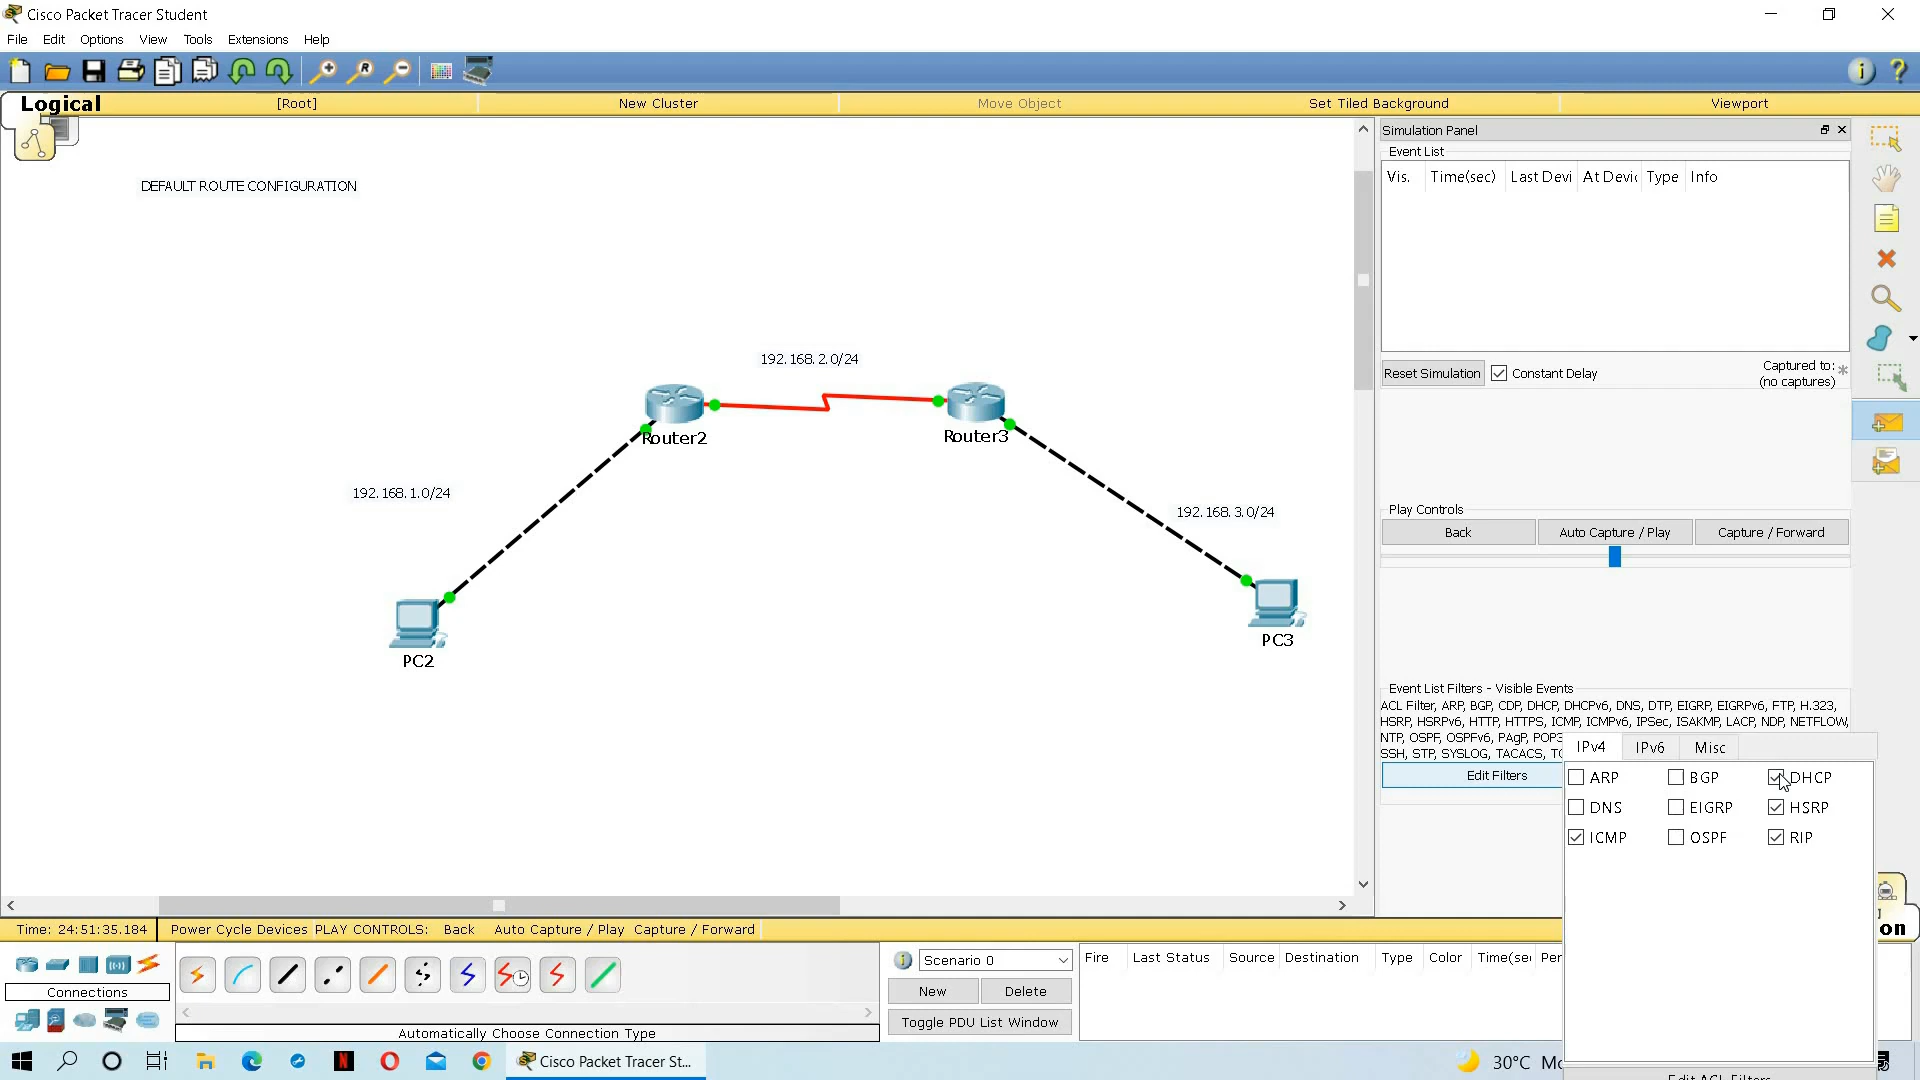 Cisco Packet Tracer Student
File Edit Options View Tools Extensions Help
Logical [Root] New Cluster Move Object Set Tiled Background Viewport
DEFAULT ROUTE CONFIGURATION
192.168.2.0/24
Router2
Router3
192.168.1.0/24
192.168.3.0/24
PC2
PC3
Simulation Panel
Event List
Vis. Time(sec) Last Devi At Devic Type Info
Reset Simulation Constant Delay
Captured to:
(no captures)
Play Controls
Back Auto Capture / Play Capture / Forward
Event List Filters - Visible Events
ACL Filter, ARP, BGP, CDP, DHCP, DHCPv6, DNS, DTP, EIGRP, EIGRPv6, FTP, H.323,
HSRP, HSRPv6, HTTP, HTTPS, ICMP, ICMPv6, IPSec, ISAKMP, LACP, NDP, NETFLOW,
NTP, OSPF, OSPFv6, PAgP, POP3
SSH, STP, SYSLOG, TACACS, TC
Edit Filters
IPv4 IPv6 Misc
ARP BGP DHCP
DNS EIGRP HSRP
ICMP OSPF RIP
Time: 24:51:35.184 Power Cycle Devices PLAY CONTROLS: Back Auto Capture / Play Capture / Forward
on
Connections
Automatically Choose Connection Type
Scenario 0
New Delete
Toggle PDU List Window
Fire Last Status Source Destination Type Color Time(sec Per
Cisco Packet Tracer St...
30°C Mo